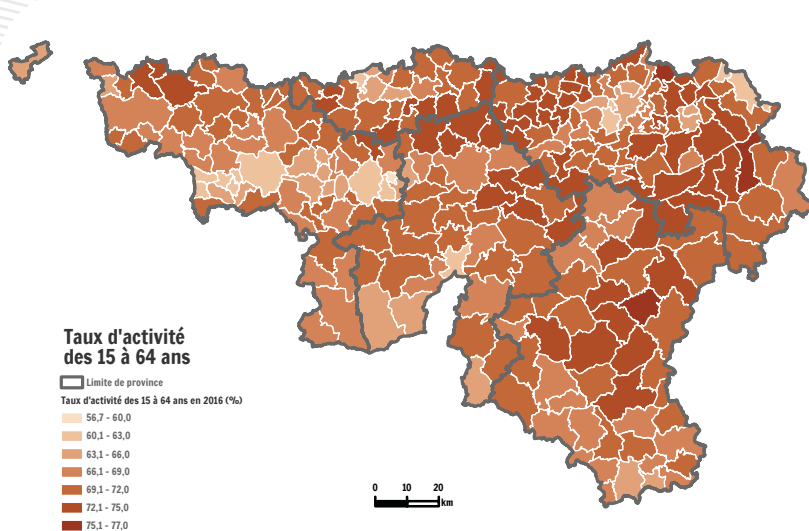 Taux d'activité
des 15 à 64 ans
Limite de province
Taux d'activité des 15 à 64 ans en 2016 (%)
56,7 - 60,0
60,1 - 63,0
63,1 - 66,0
66,1 - 69,0
69,1 - 72,0
72,1 - 75,0
75,1 - 77,0
0 10 20
km